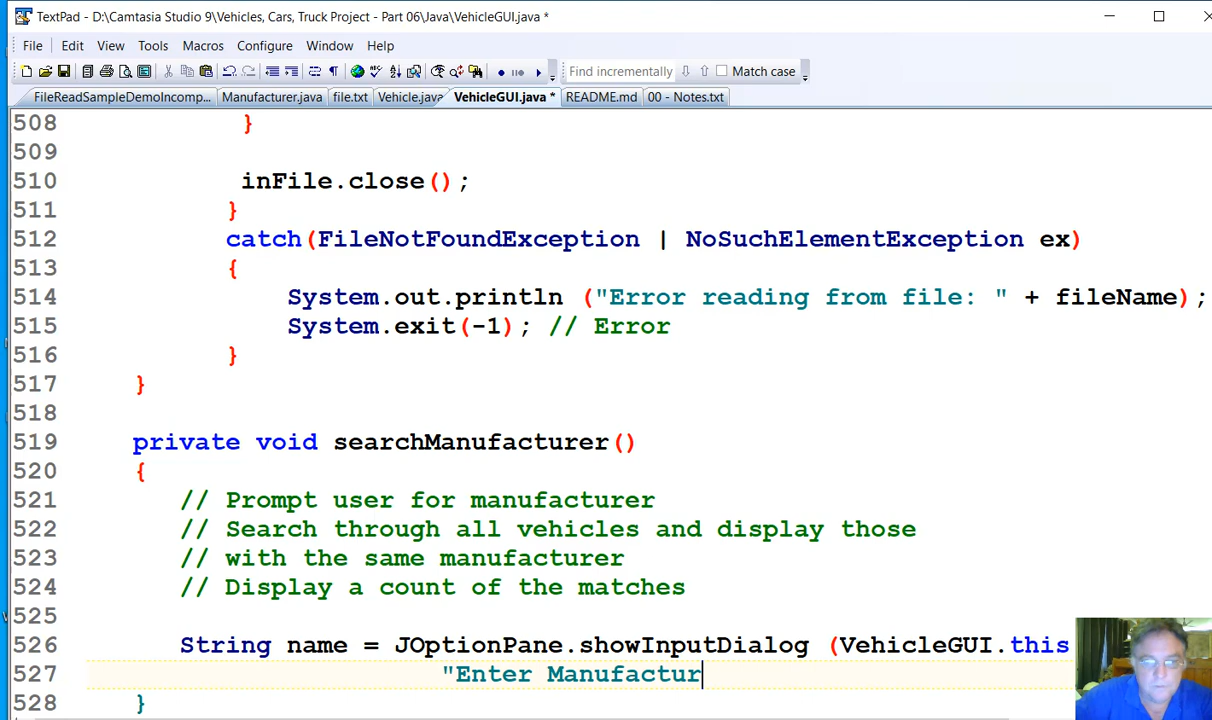 TextPad - D:\Camtasia Studio 9\Vehicles, Cars, Truck Project - Part 06\Java\VehicleGUI.java *
File Edit View Tools Macros Configure Window Help
Find incrementally Match case
FileReadSampleDemoIncomp... Manufacturer.java file.txt Vehicle.java VehicleGUI.java * README.md 00 - Notes.txt
508 }
509
510 inFile.close();
511 }
512 catch(FileNotFoundException | NoSuchElementException ex)
513 {
514 System.out.println ("Error reading from file: " + fileName);
515 System.exit(-1); // Error
516 }
517 }
518
519 private void searchManufacturer()
520 {
521 // Prompt user for manufacturer
522 // Search through all vehicles and display those
523 // with the same manufacturer
524 // Display a count of the matches
525
526 String name = JOptionPane.showInputDialog (VehicleGUI.this
527 "Enter Manufactur
528 }